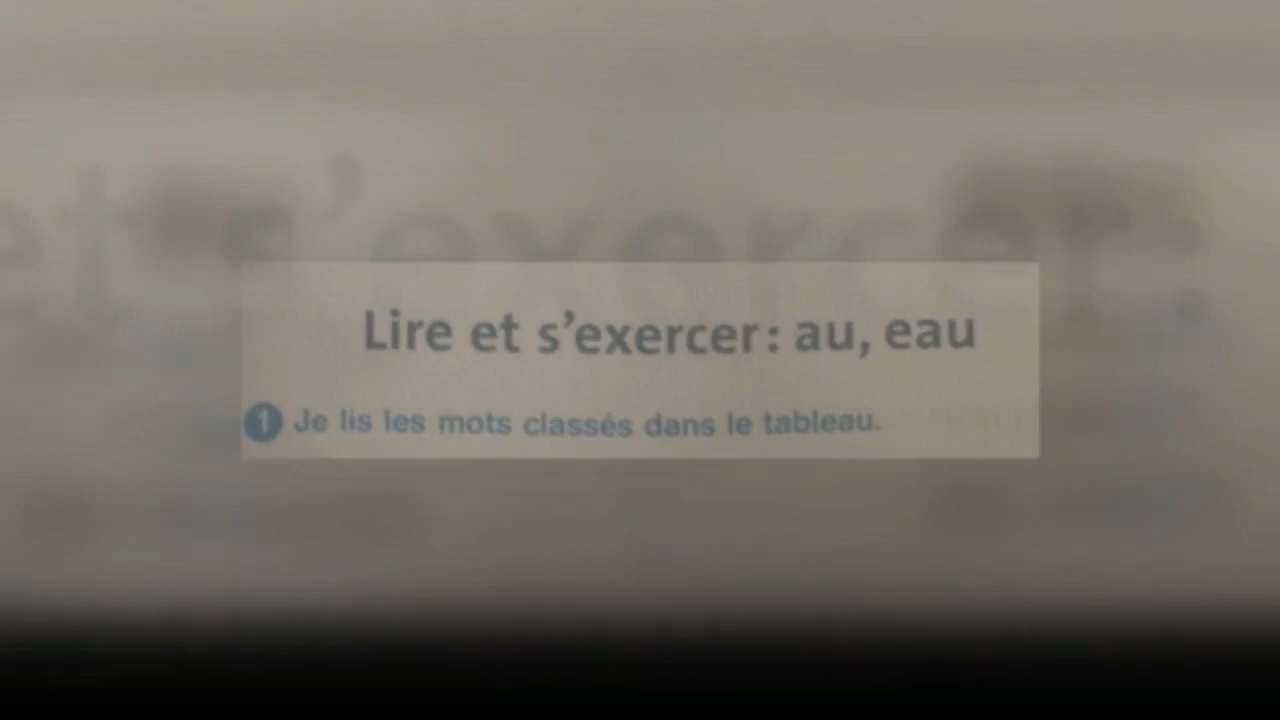 Lire et s'exercer : au, eau
1 Je lis les mots classés dans le tableau.